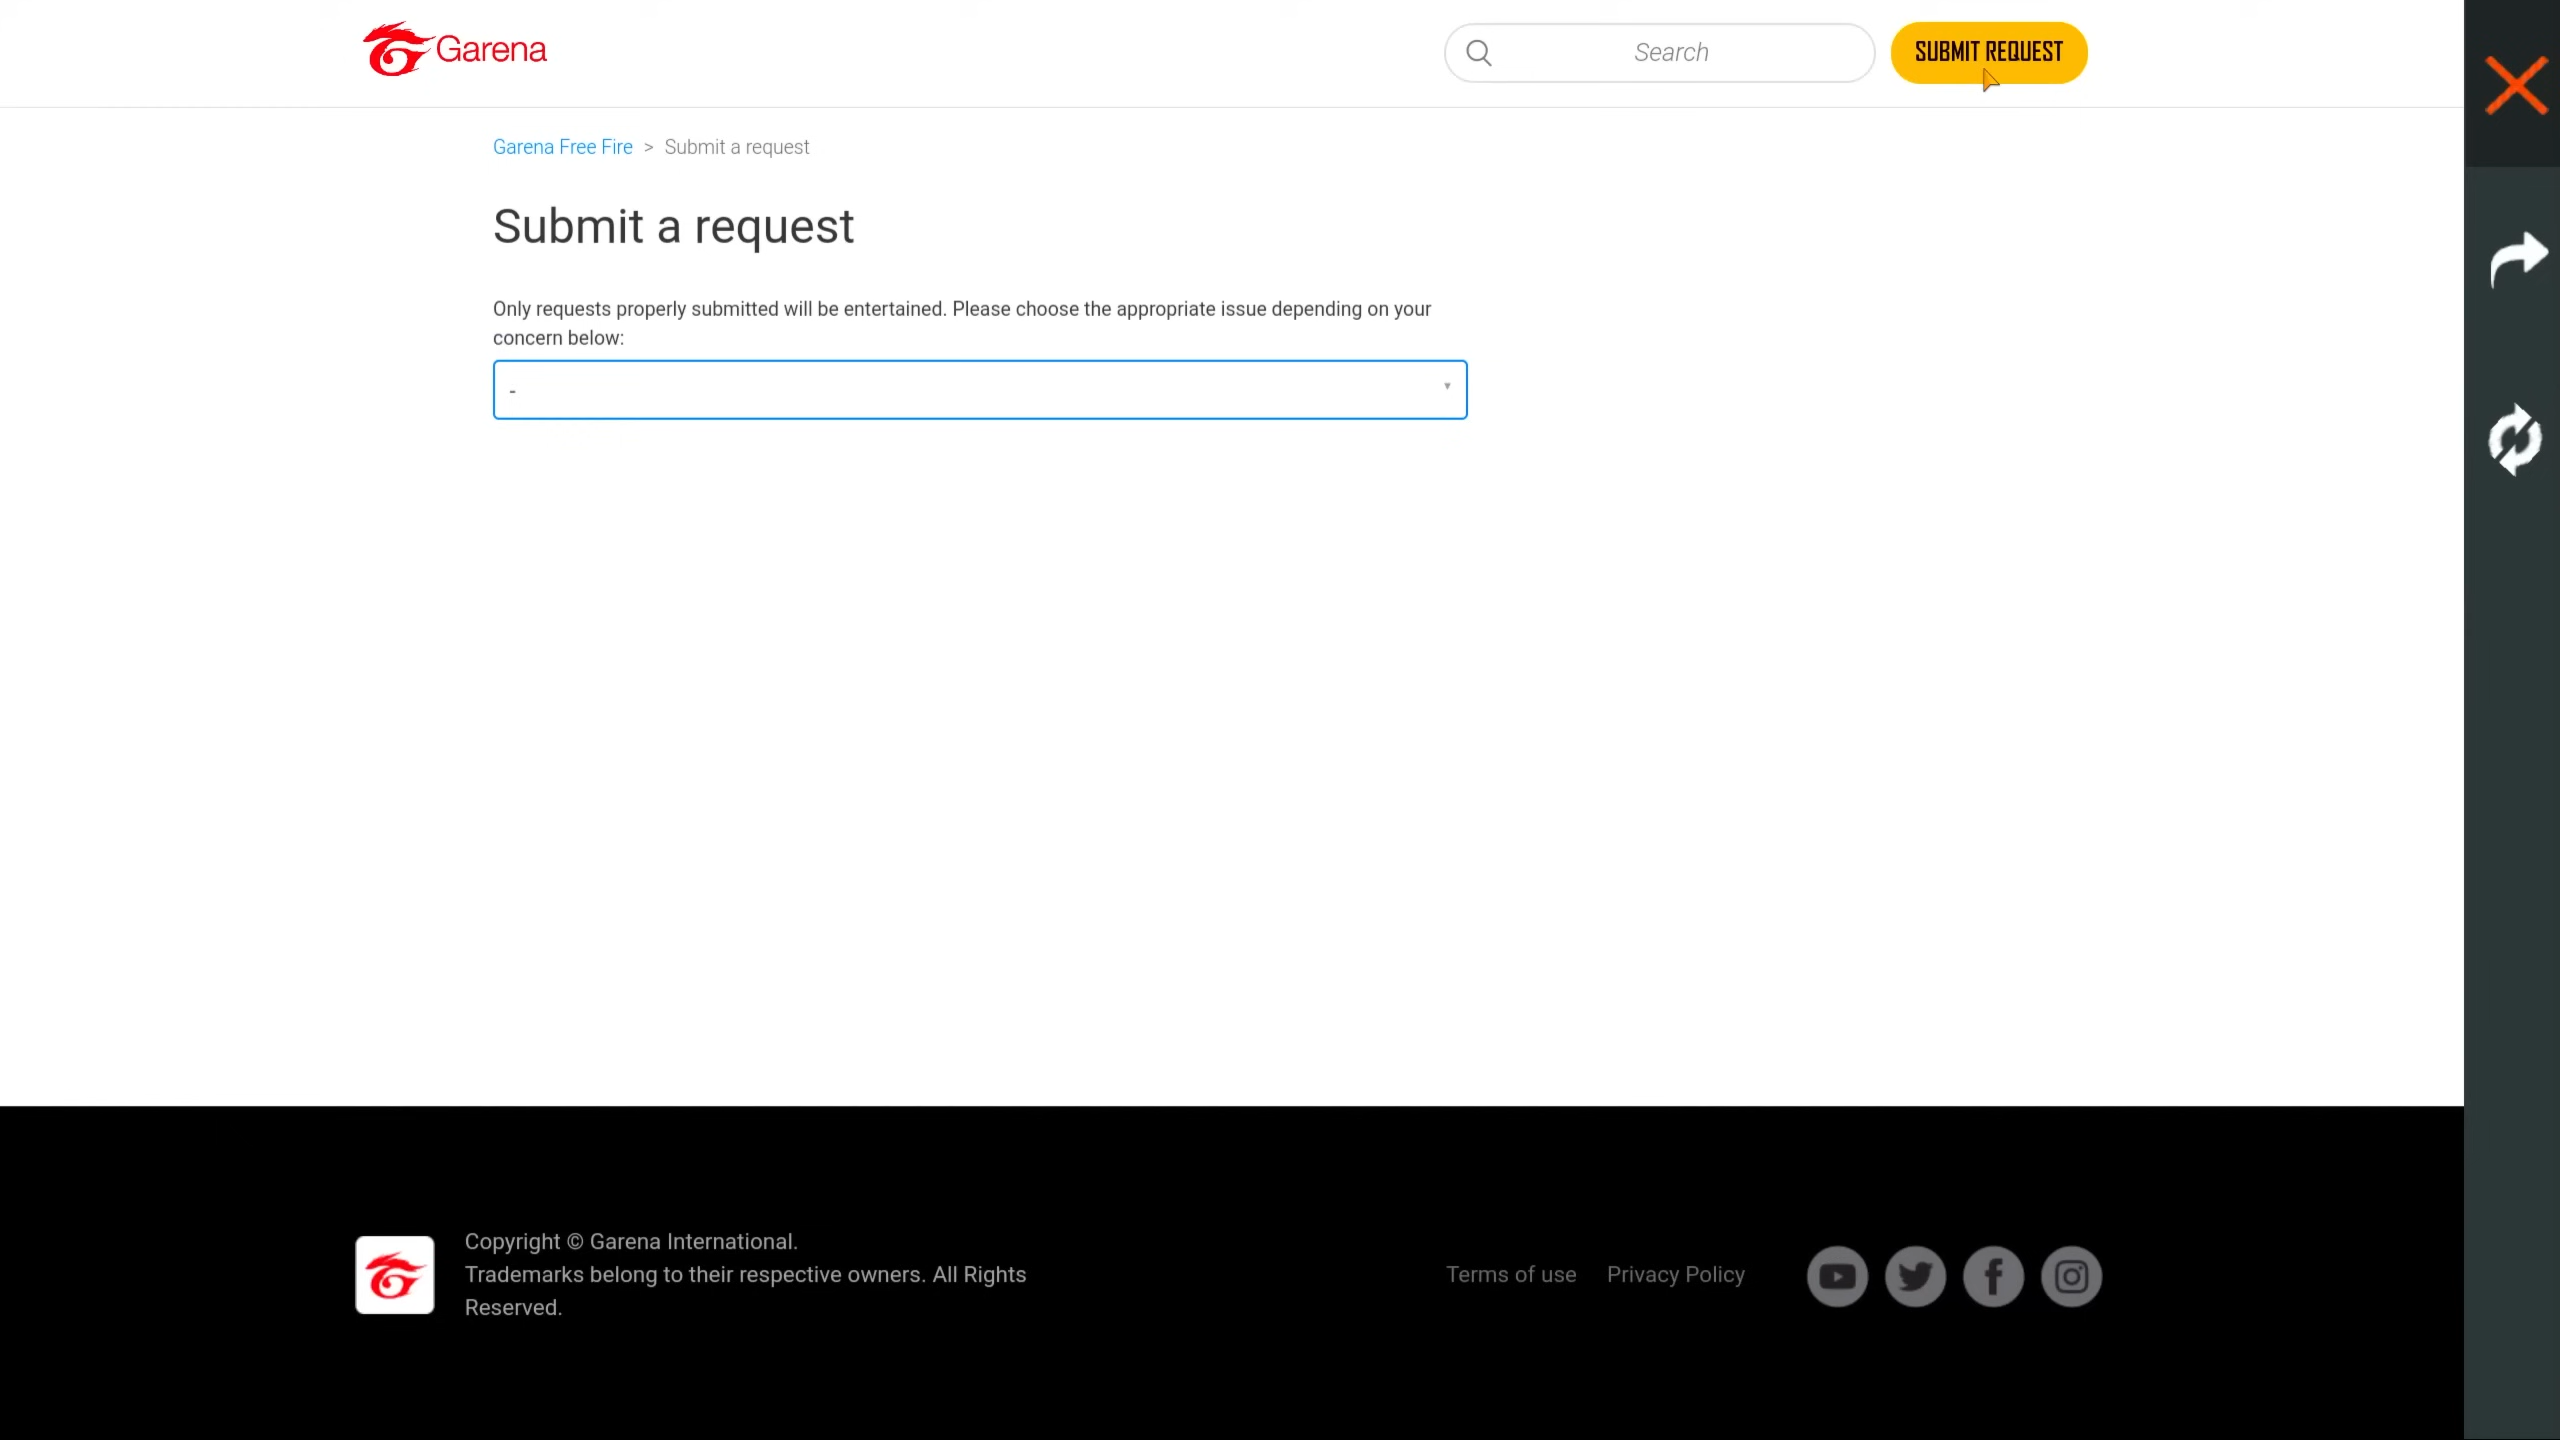 Garena
Search
SUBMIT REQUEST
Garena Free Fire > Submit a request
Submit a request
Only requests properly submitted will be entertained. Please choose the appropriate issue depending on your
concern below:
-
Copyright © Garena International.
Trademarks belong to their respective owners. All Rights
Reserved.
Terms of use
Privacy Policy